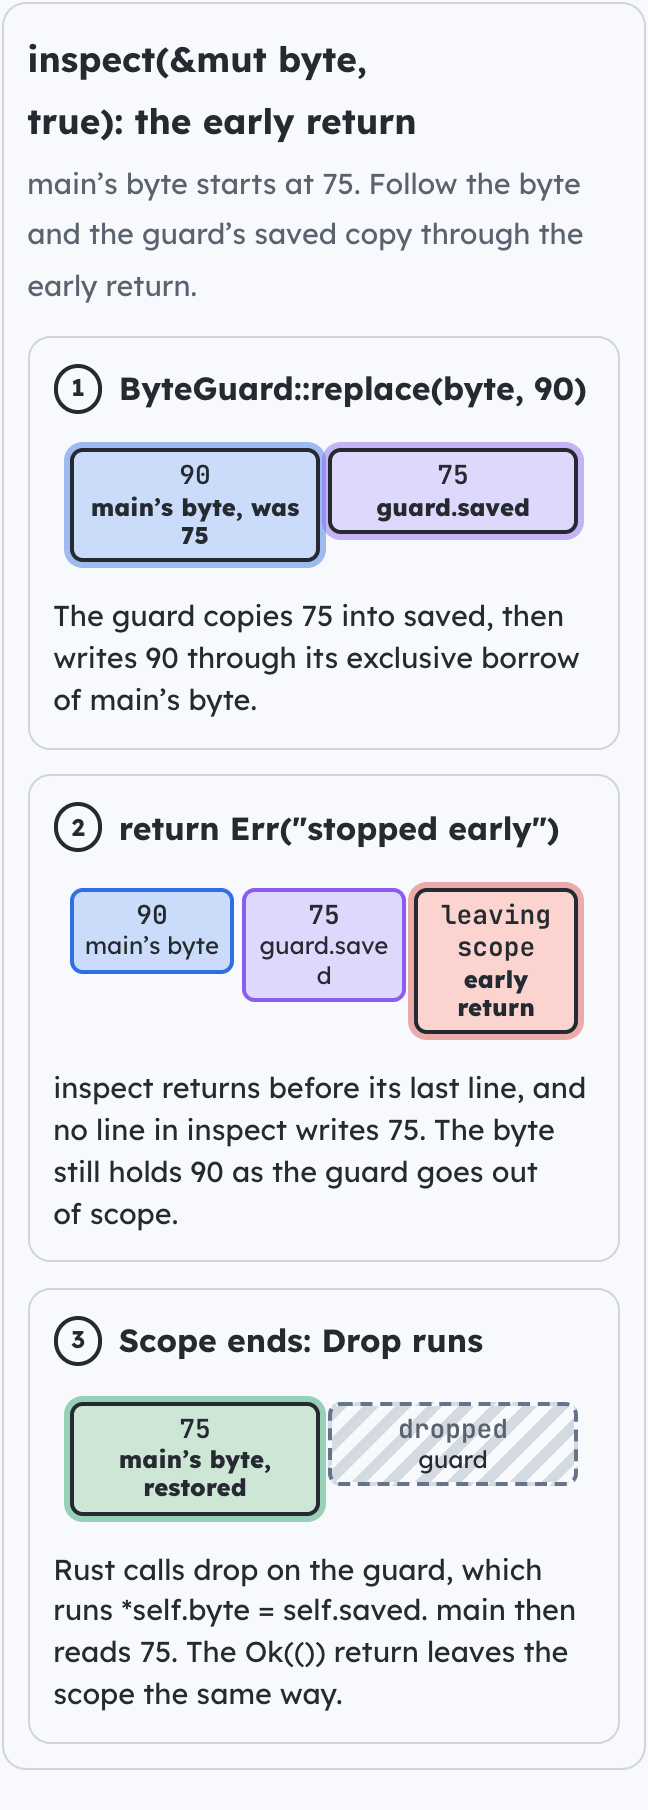 inspect(&mut byte,
true): the early return
main’s byte starts at 75. Follow the byte
and the guard’s saved copy through the
early return.
1 ByteGuard::replace(byte, 90)
90
main’s byte, was
75
75
guard.saved
The guard copies 75 into saved, then
writes 90 through its exclusive borrow
of main’s byte.
2 return Err("stopped early")
90
main’s byte
75
guard.save
d
leaving
scope
early
return
inspect returns before its last line, and
no line in inspect writes 75. The byte
still holds 90 as the guard goes out
of scope.
3 Scope ends: Drop runs
75
main’s byte,
restored
dropped
guard
Rust calls drop on the guard, which
runs *self.byte = self.saved. main then
reads 75. The Ok(()) return leaves the
scope the same way.